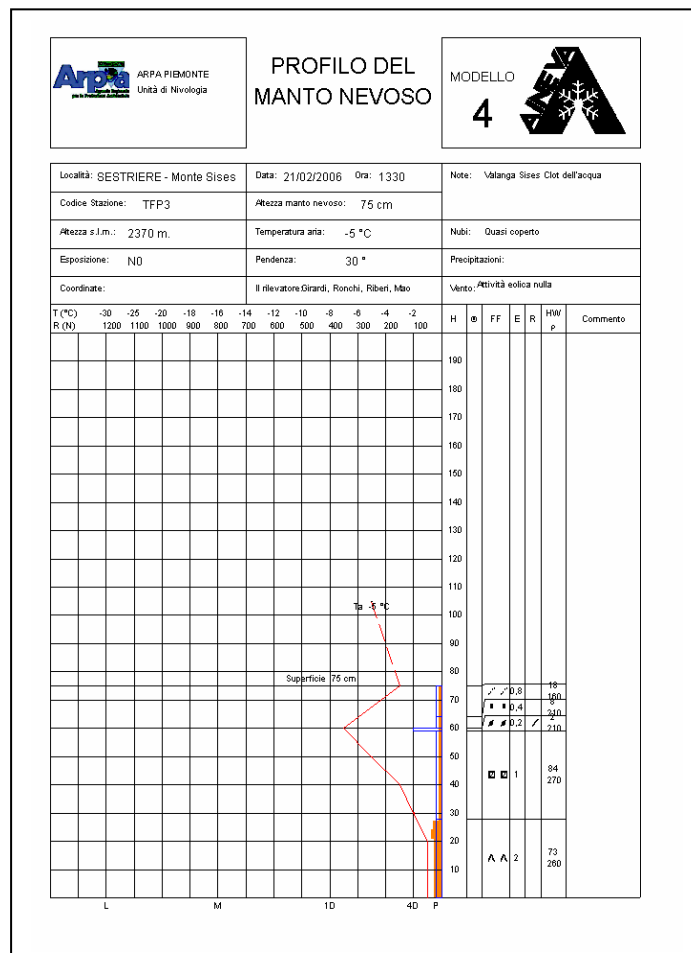 Arpa
ARPA PIEMONTE
Unità di Nivologia
PROFILO DEL
MANTO NEVOSO
MODELLO
4
AINEVA
Località: SESTRIERE - Monte Sises
Data: 21/02/2006 Ora: 1330
Note: Valanga Sises Clot dell'acqua
Codice Stazione: TFP3
Altezza manto nevoso: 75 cm
Altezza s.l.m.: 2370 m.
Temperatura aria: -5 °C
Nubi: Quasi coperto
Esposizione: N0
Pendenza: 30 °
Precipitazioni:
Coordinate:
Il rilevatore:Girardi, Ronchi, Riberi, Mao
Vento: Attività eolica nulla
T (°C) -30 -25 -20 -18 -16 -14 -12 -10 -8 -6 -4 -2
R (N) 1200 1100 1000 900 800 700 600 500 400 300 200 100
H FF E R HW ρ Commento
190
180
170
160
150
140
130
120
110
Ta -5 °C
100
90
80
Superficie 75 cm
70 0,8 18 160
0,4 8 210
60 0,2 2 210
50
1 84
40 270
30
20
2 73
260
10
L M 1D 4D P